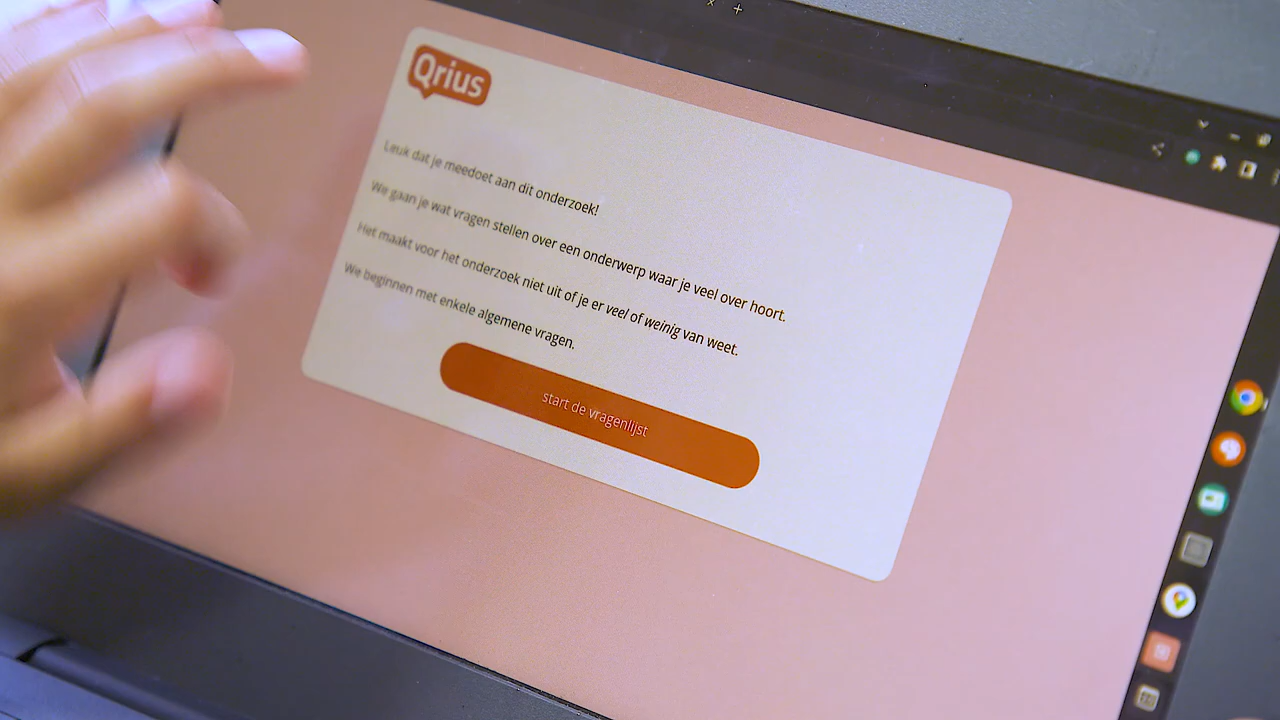 Qrius
Leuk dat je meedoet aan dit onderzoek!
We gaan je wat vragen stellen over een onderwerp waar je veel over hoort.
Het maakt voor het onderzoek niet uit of je er veel of weinig van weet.
We beginnen met enkele algemene vragen.
start de vragenlijst